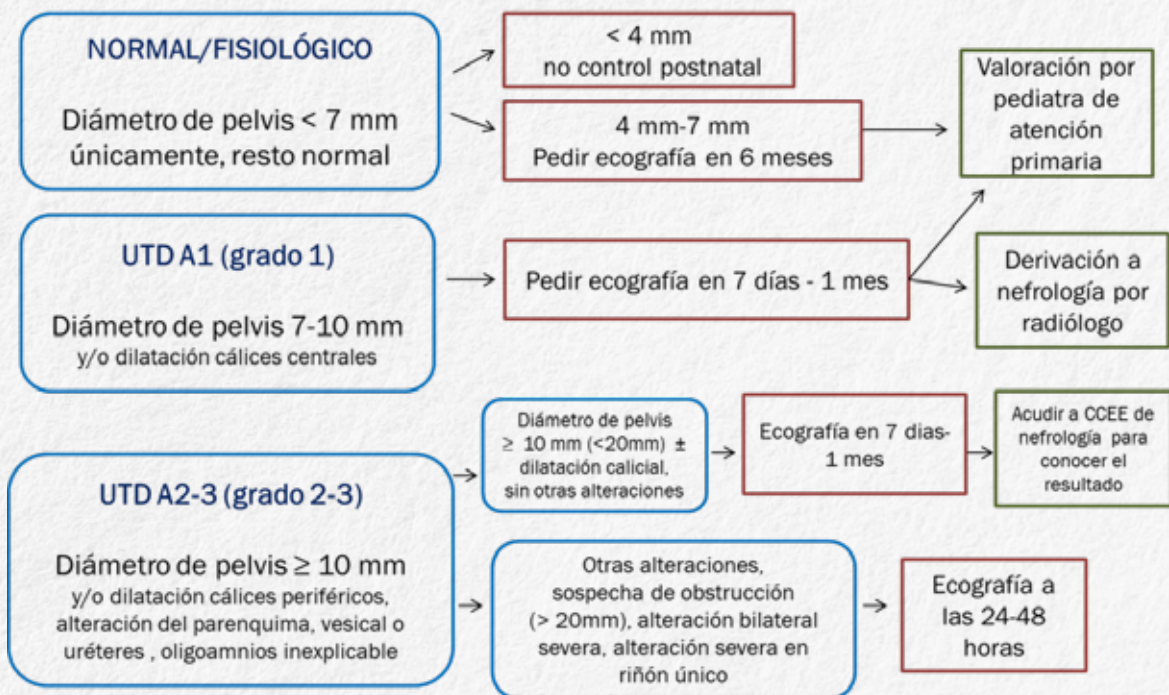 NORMAL/FISIOLÓGICO
Diámetro de pelvis < 7 mm
únicamente, resto normal
< 4 mm
no control postnatal
4 mm-7 mm
Pedir ecografía en 6 meses
Valoración por
pediatra de
atención
primaria
UTD A1 (grado 1)
Diámetro de pelvis 7-10 mm
y/o dilatación cálices centrales
Pedir ecografía en 7 días - 1 mes
Derivación a
nefrología por
radiólogo
UTD A2-3 (grado 2-3)
Diámetro de pelvis ≥ 10 mm
y/o dilatación cálices periféricos,
alteración del parenquima, vesical o
uréteres , oligoamnios inexplicable
Diámetro de pelvis
≥ 10 mm (<20mm) ±
dilatación calicial,
sin otras alteraciones
Ecografía en 7 dias-
1 mes
Acudir a CCEE de
nefrología para
conocer el
resultado
Otras alteraciones,
sospecha de obstrucción
(> 20mm), alteración bilateral
severa, alteración severa en
riñón único
Ecografía a
las 24-48
horas